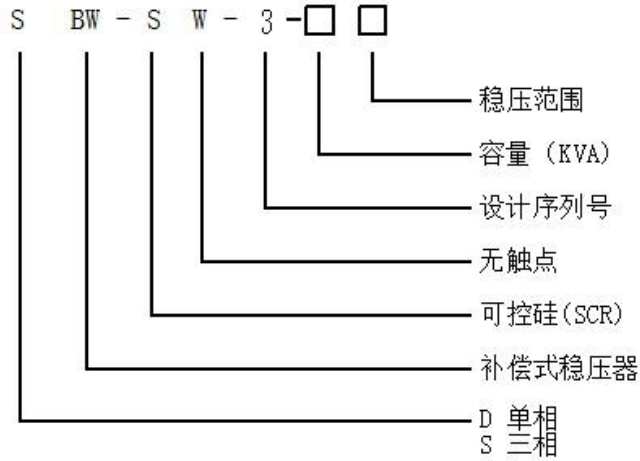 S BW - S W - 3 - □ □
稳压范围
容量 (KVA)
设计序列号
无触点
可控硅(SCR)
补偿式稳压器
D 单相
S 三相